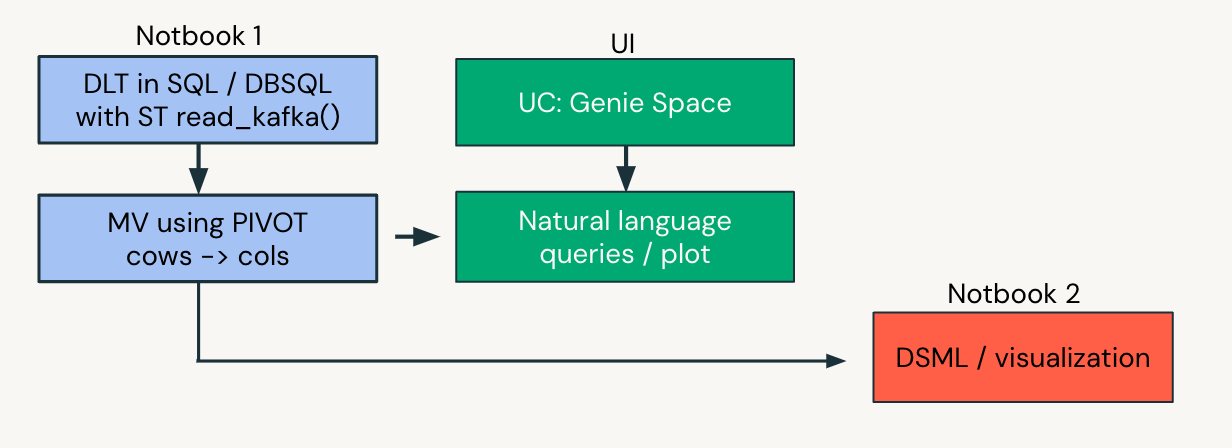 Notbook 1
DLT in SQL / DBSQL
with ST read_kafka()
MV using PIVOT
cows -> cols
UI
UC: Genie Space
Natural language
queries / plot
Notbook 2
DSML / visualization